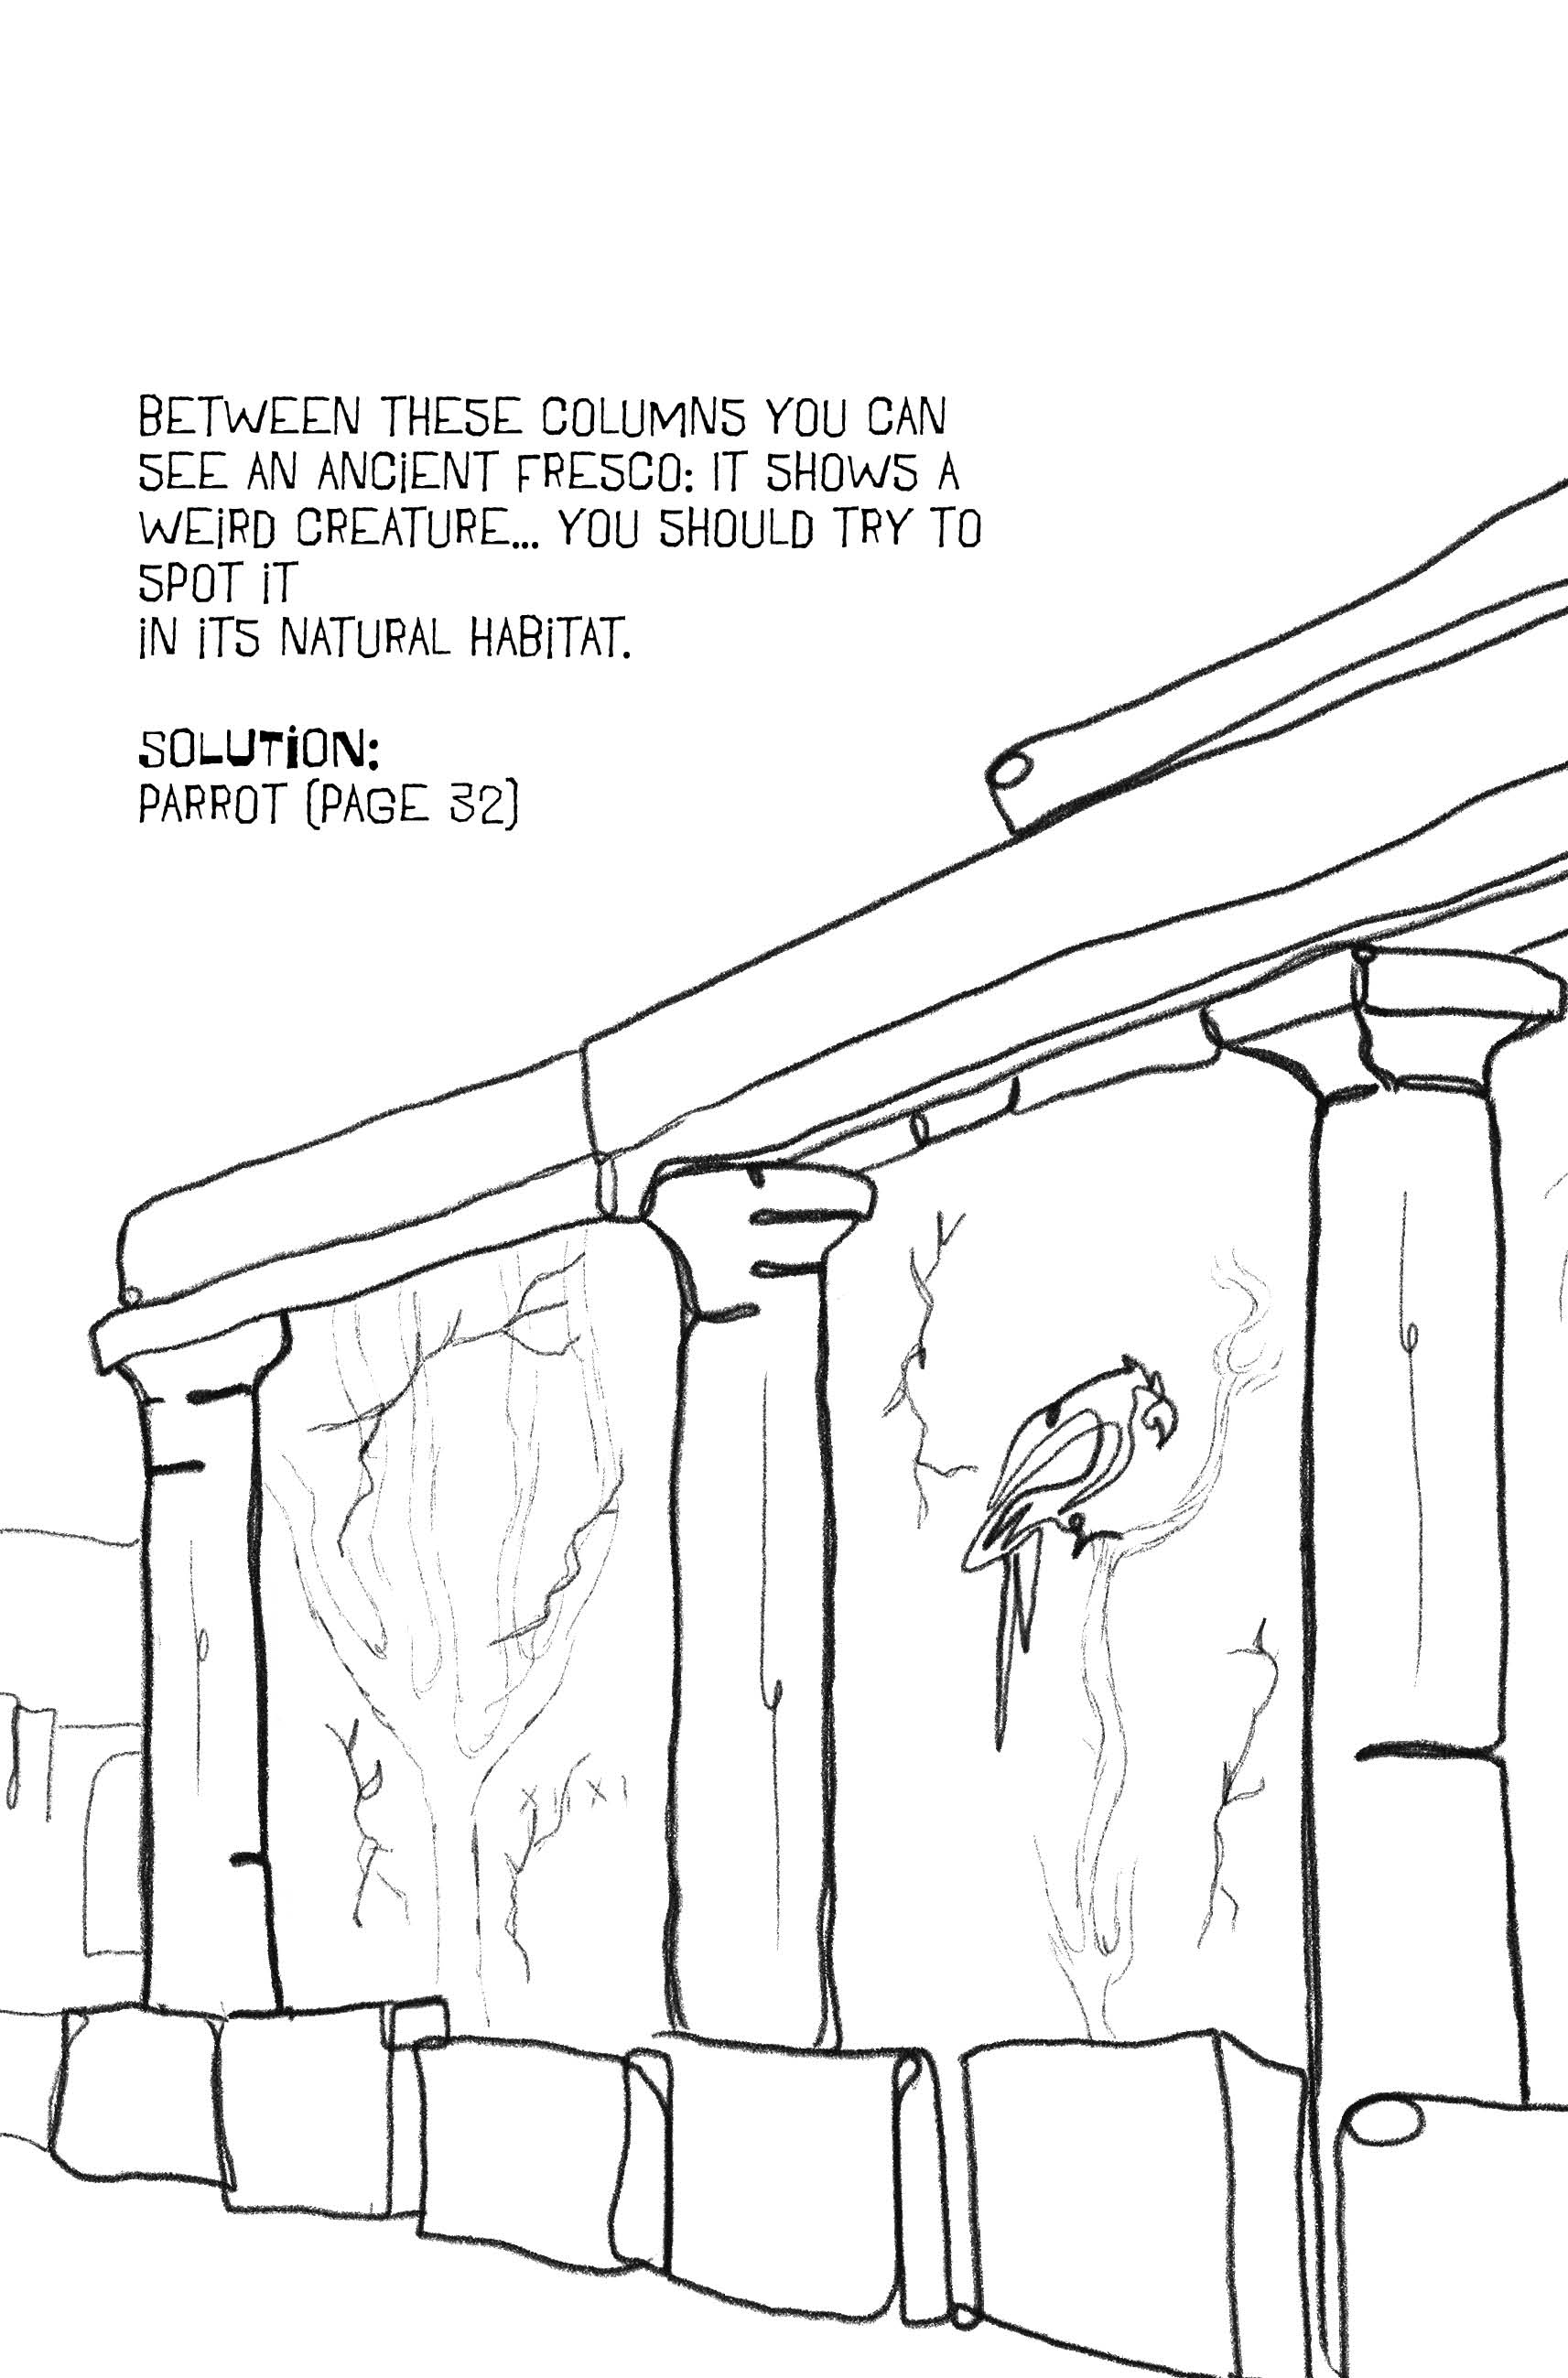 BETWEEN THESE COLUMNS YOU CAN
SEE AN ANCiENT FRESCO: IT SHOWS A
WEiRD CREATURE... YOU SHOULD TRY TO
SPOT iT
iN iTS NATURAL HABiTAT.
SOLUTiON:
PARROT (PAGE 32)
XIIXI